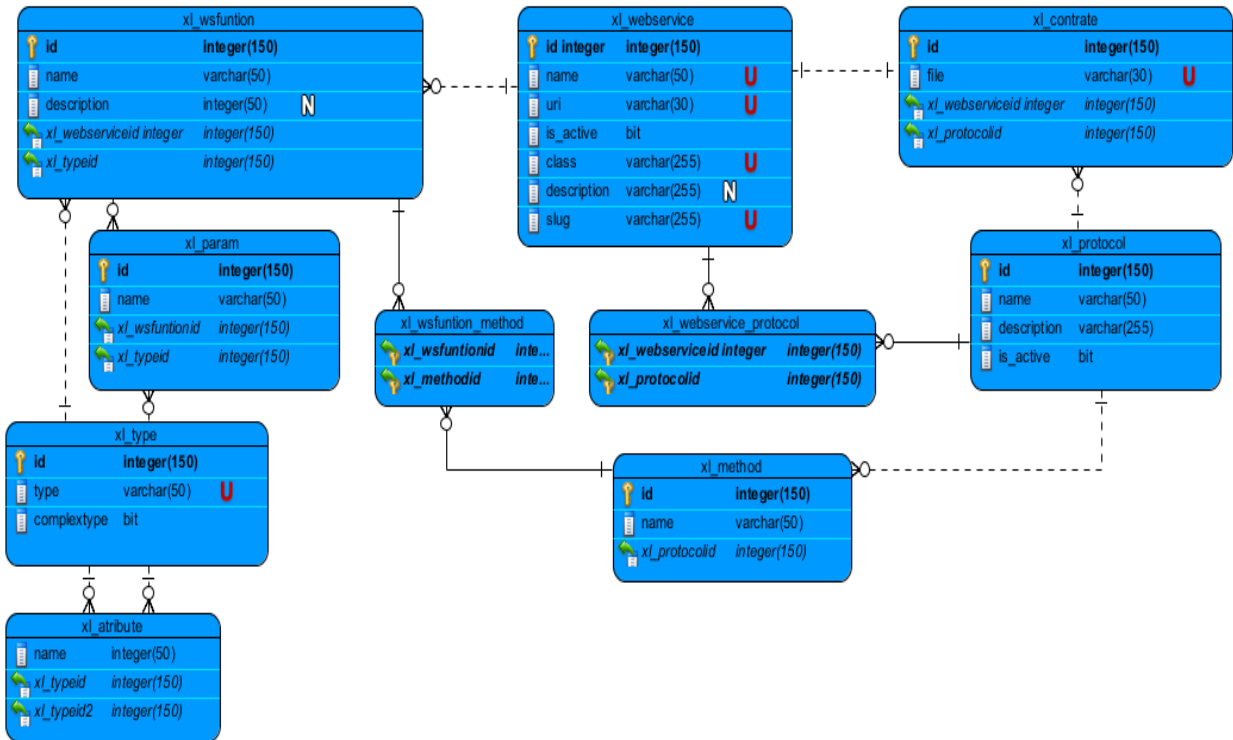 xl_wsfuntion
id integer(150)
name varchar(50)
description integer(50) N
xl_webserviceid integer integer(150)
xl_typeid integer(150)
xl_webservice
id integer integer(150)
name varchar(50) U
uri varchar(30) U
is_active bit
class varchar(255) U
description varchar(255) N
slug varchar(255) U
xl_contrate
id integer(150)
file varchar(30) U
xl_webserviceid integer integer(150)
xl_protocolid integer(150)
xl_param
id integer(150)
name varchar(50)
xl_wsfuntionid integer(150)
xl_typeid integer(150)
xl_wsfuntion_method
xl_wsfuntionid inte...
xl_methodid inte...
xl_webservice_protocol
xl_webserviceid integer integer(150)
xl_protocolid integer(150)
xl_protocol
id integer(150)
name varchar(50)
description varchar(255)
is_active bit
xl_type
id integer(150)
type varchar(50) U
complextype bit
xl_method
id integer(150)
name varchar(50)
xl_protocolid integer(150)
xl_atribute
name integer(50)
xl_typeid integer(150)
xl_typeid2 integer(150)